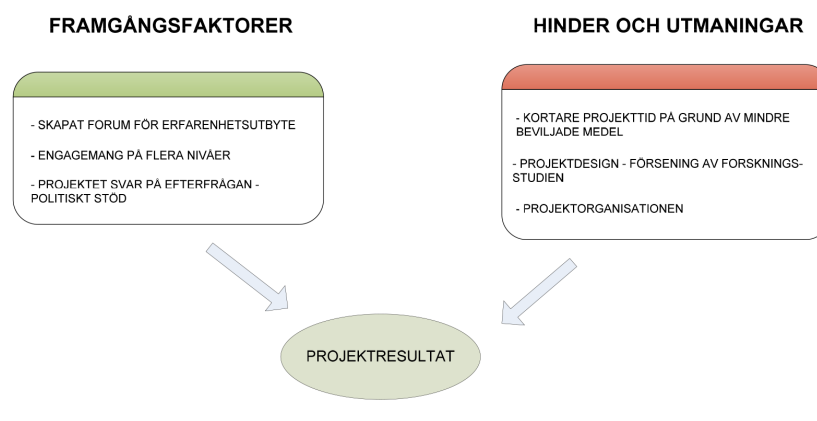 FRAMGÅNGSFAKTORER
- SKAPAT FORUM FÖR ERFARENHETSUTBYTE
- ENGAGEMANG PÅ FLERA NIVÅER
- PROJEKTET SVAR PÅ EFTERFRÅGAN -
POLITISKT STÖD
HINDER OCH UTMANINGAR
- KORTARE PROJEKTTID PÅ GRUND AV MINDRE
BEVILJADE MEDEL
- PROJEKTDESIGN - FÖRSENING AV FORSKNINGS-
STUDIEN
- PROJEKTORGANISATIONEN
PROJEKTRESULTAT